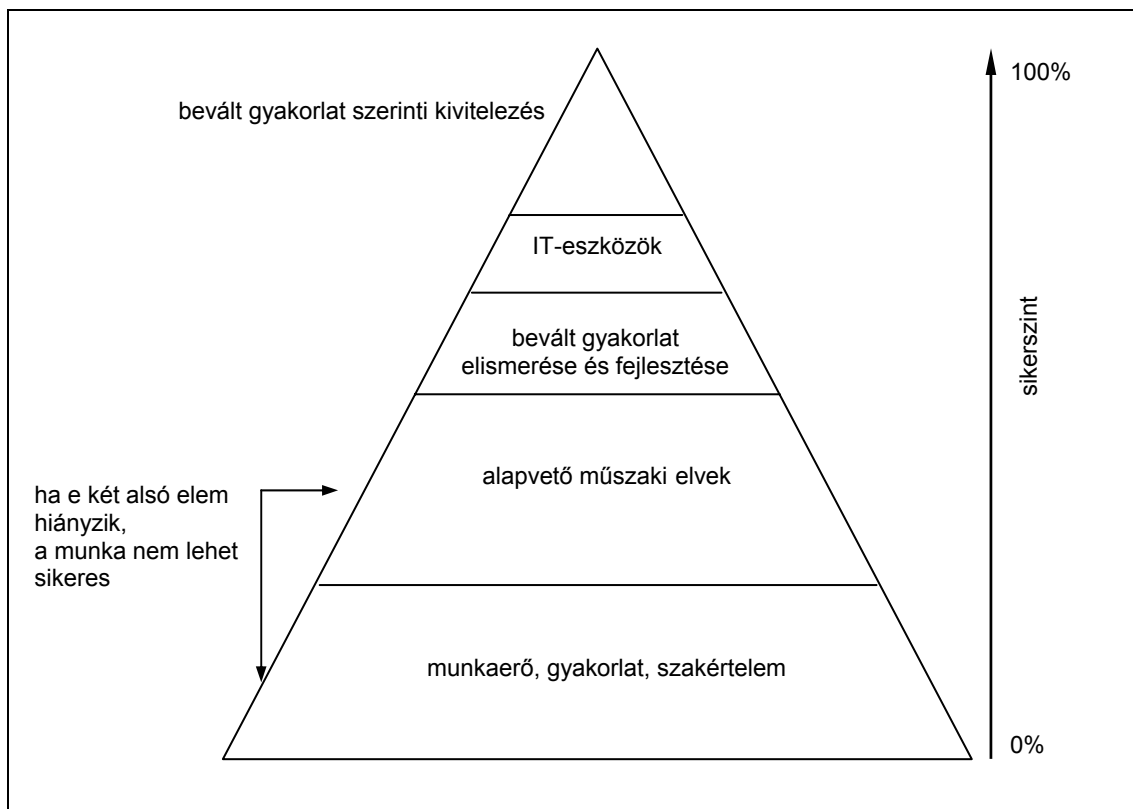 100%
bevált gyakorlat szerinti kivitelezés
IT-eszközök
bevált gyakorlat
elismerése és fejlesztése
sikerszint
alapvető műszaki elvek
ha e két alsó elem
hiányzik,
a munka nem lehet
sikeres
munkaerő, gyakorlat, szakértelem
0%